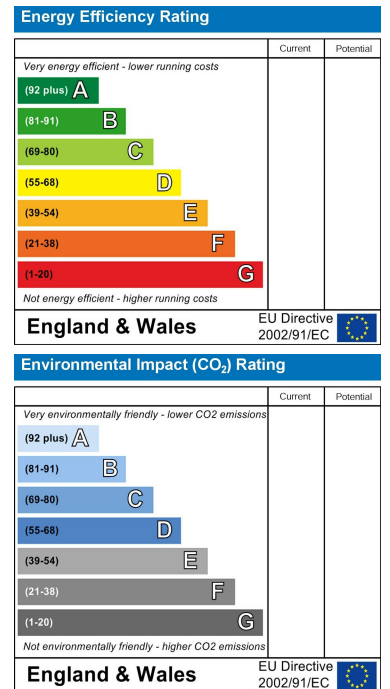 Energy Efficiency Rating
Current Potential
Very energy efficient - lower running costs
(92 plus) A
(81-91) B
(69-80) C
(55-68) D
(39-54) E
(21-38) F
(1-20) G
Not energy efficient - higher running costs
England & Wales
EU Directive
2002/91/EC
Environmental Impact (CO₂) Rating
Current Potential
Very environmentally friendly - lower CO2 emissions
(92 plus) A
(81-91) B
(69-80) C
(55-68) D
(39-54) E
(21-38) F
(1-20) G
Not environmentally friendly - higher CO2 emissions
England & Wales
EU Directive
2002/91/EC